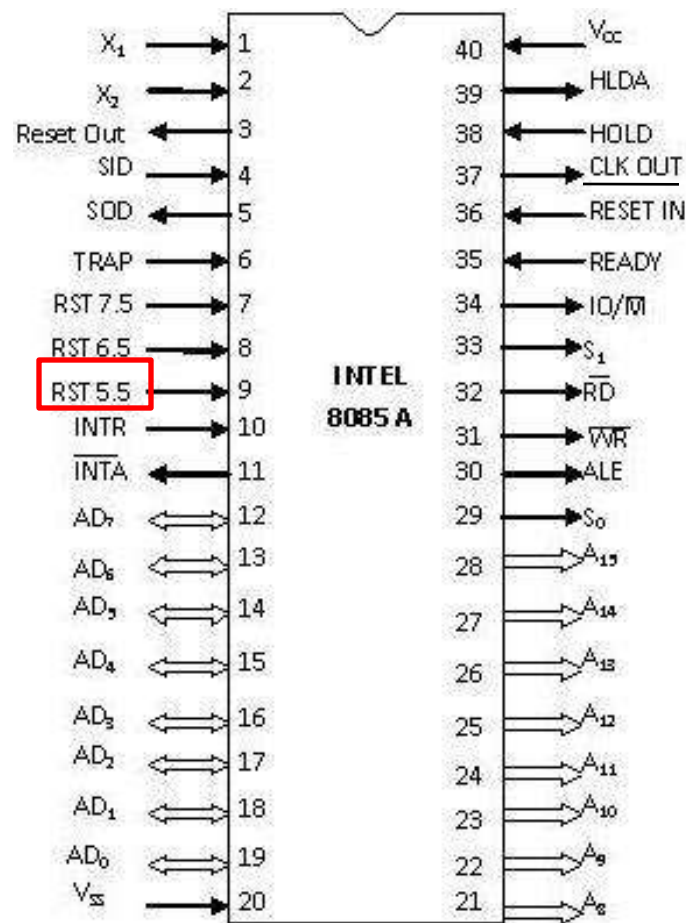 X₁ 1 40 Vcc
X₂ 2 39 HLDA
Reset Out 3 38 HOLD
SID 4 37 CLK OUT
SOD 5 36 RESET IN
TRAP 6 35 READY
RST 7.5 7 34 IO/M̅
RST 6.5 8 33 S₁
RST 5.5 9 32 R̅D̅
INTR 10 31 W̅R̅
I̅N̅T̅A̅ 11 30 ALE
AD₇ 12 29 S₀
AD₆ 13 28 A₁₅
AD₅ 14 27 A₁₄
AD₄ 15 26 A₁₃
AD₃ 16 25 A₁₂
AD₂ 17 24 A₁₁
AD₁ 18 23 A₁₀
AD₀ 19 22 A₉
Vss 20 21 A₈
INTEL
8085 A